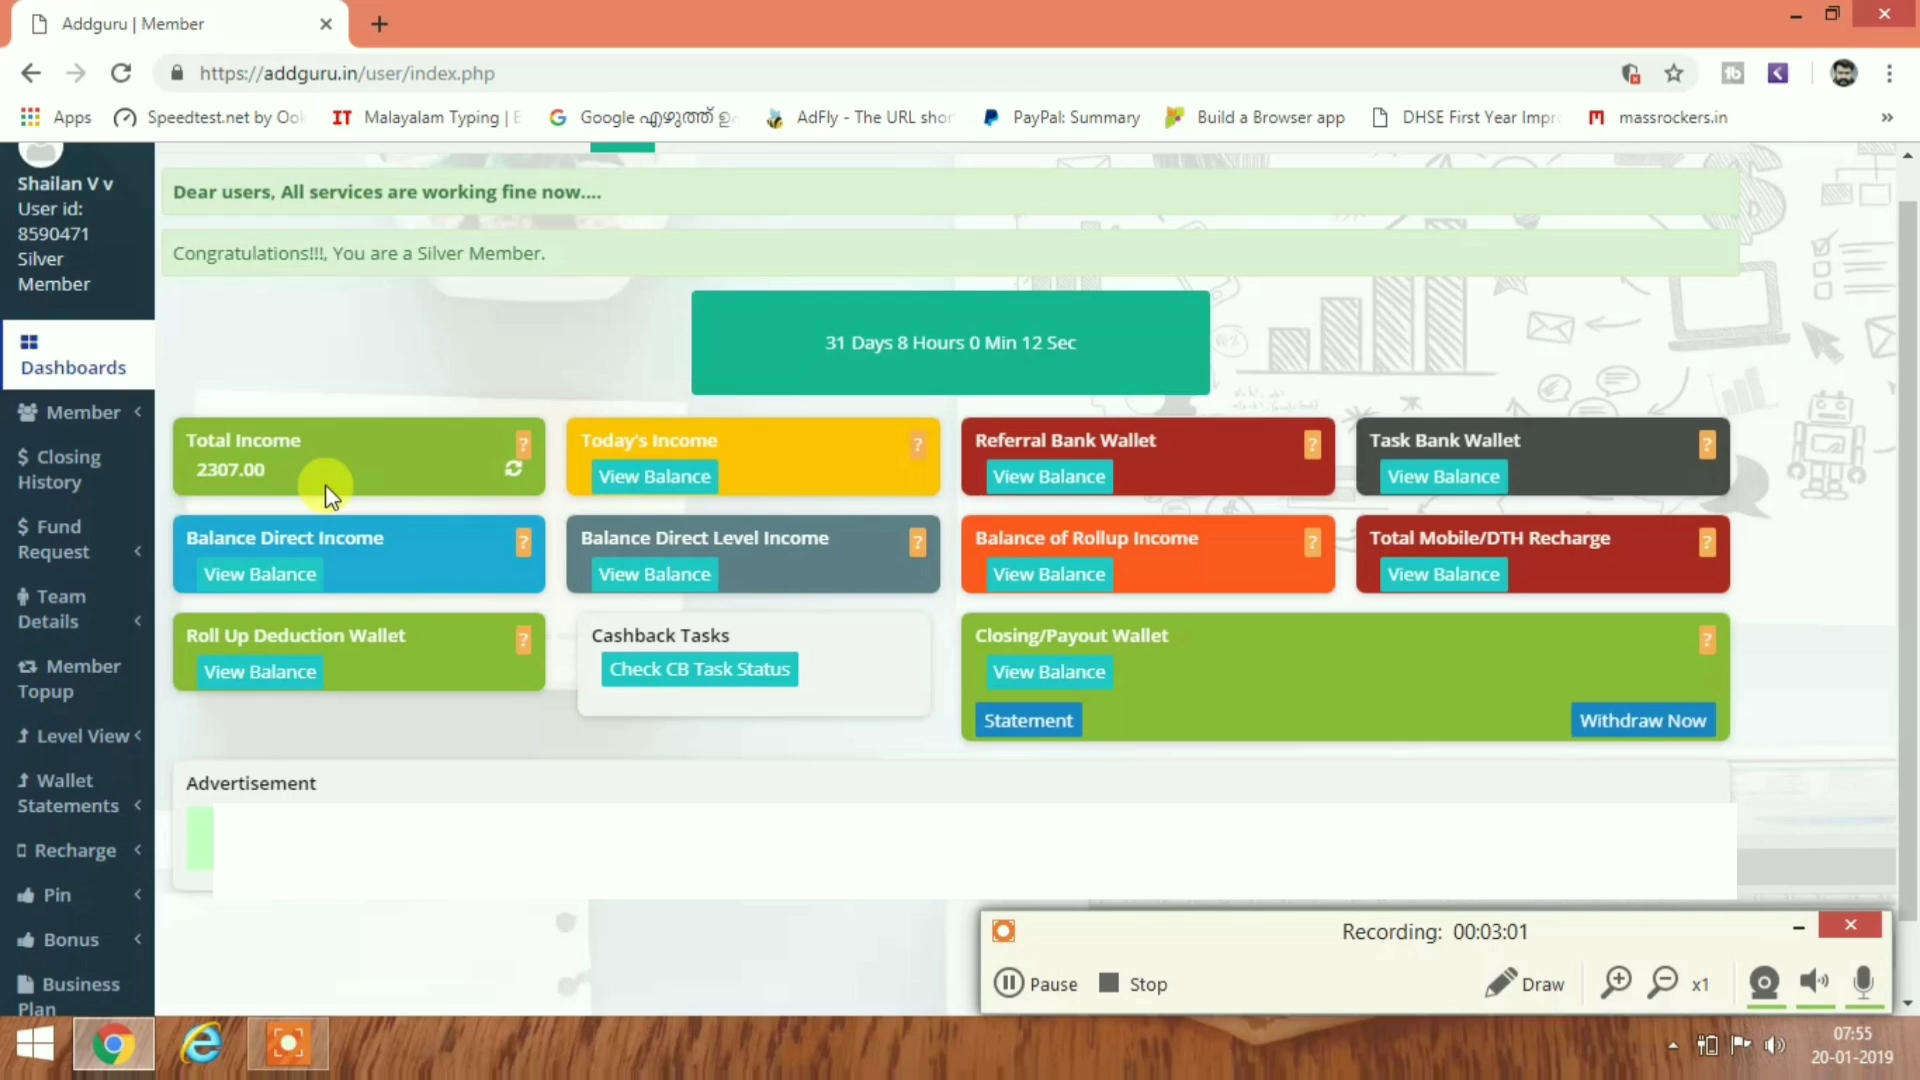 Addguru | Member
https://addguru.in/user/index.php
Apps
Speedtest.net by Ook
Malayalam Typing | E
Google എഴുത്ത് ഉ
AdFly - The URL shor
PayPal: Summary
Build a Browser app
DHSE First Year Impr
massrockers.in
»
Shailan V v
User id:
8590471
Silver
Member
Dashboards
Member
Closing
History
Fund
Request
Team
Details
Member
Topup
Level View
Wallet
Statements
Recharge
Pin
Bonus
Business
Plan
Dear users, All services are working fine now....
Congratulations!!!, You are a Silver Member.
31 Days 8 Hours 0 Min 12 Sec
Total Income ?
2307.00
Today's Income ?
View Balance
Referral Bank Wallet ?
View Balance
Task Bank Wallet ?
View Balance
Balance Direct Income ?
View Balance
Balance Direct Level Income ?
View Balance
Balance of Rollup Income ?
View Balance
Total Mobile/DTH Recharge ?
View Balance
Roll Up Deduction Wallet ?
View Balance
Cashback Tasks
Check CB Task Status
Closing/Payout Wallet ?
View Balance
Statement
Withdraw Now
Advertisement
Recording: 00:03:01
Pause
Stop
Draw
x1
07:55
20-01-2019